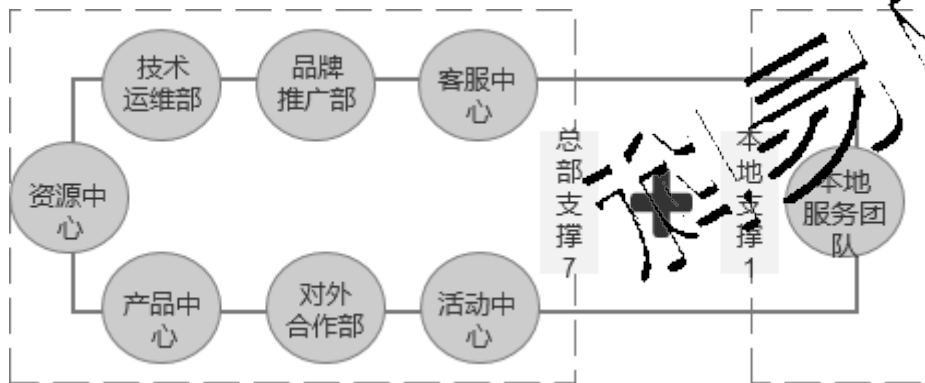 技术
运维部
品牌
推广部
客服中
心
总
部
支
撑
7
本
地
支
撑
1
资源中
心
本地
服务团
队
产品中
心
对外
合作部
活动中
心